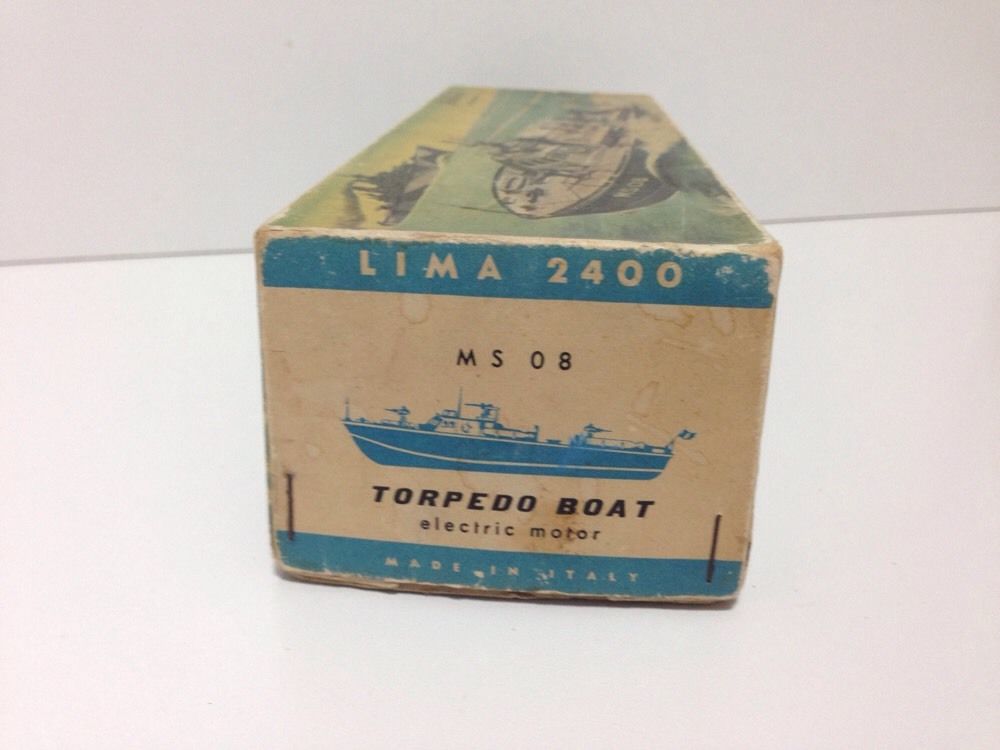 LIMA 2400
MS 08
TORPEDO BOAT
electric motor
MADE IN ITALY